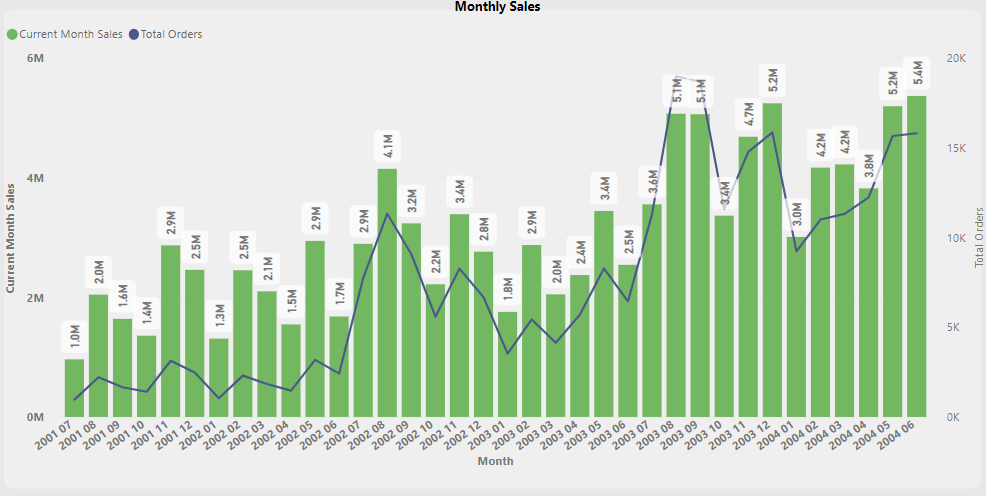 Monthly Sales
Current Month Sales Total Orders
6M
4M
2M
0M
Current Month Sales
1.0M 2.0M 1.6M 1.4M 2.9M 2.5M 1.3M 2.5M 2.1M 1.5M 2.9M 1.7M 2.9M 4.1M 3.2M 2.2M 3.4M 2.8M 1.8M 2.9M 2.0M 2.4M 3.4M 2.5M 3.6M 5.1M 5.1M 3.4M 4.7M 5.2M 3.0M 4.2M 4.2M 3.8M 5.2M 5.4M
20K
15K
10K
5K
0K
Total Orders
2001 07 2001 08 2001 09 2001 10 2001 11 2001 12 2002 01 2002 02 2002 03 2002 04 2002 05 2002 06 2002 07 2002 08 2002 09 2002 10 2002 11 2002 12 2003 01 2003 02 2003 03 2003 04 2003 05 2003 06 2003 07 2003 08 2003 09 2003 10 2003 11 2003 12 2004 01 2004 02 2004 03 2004 04 2004 05 2004 06
Month